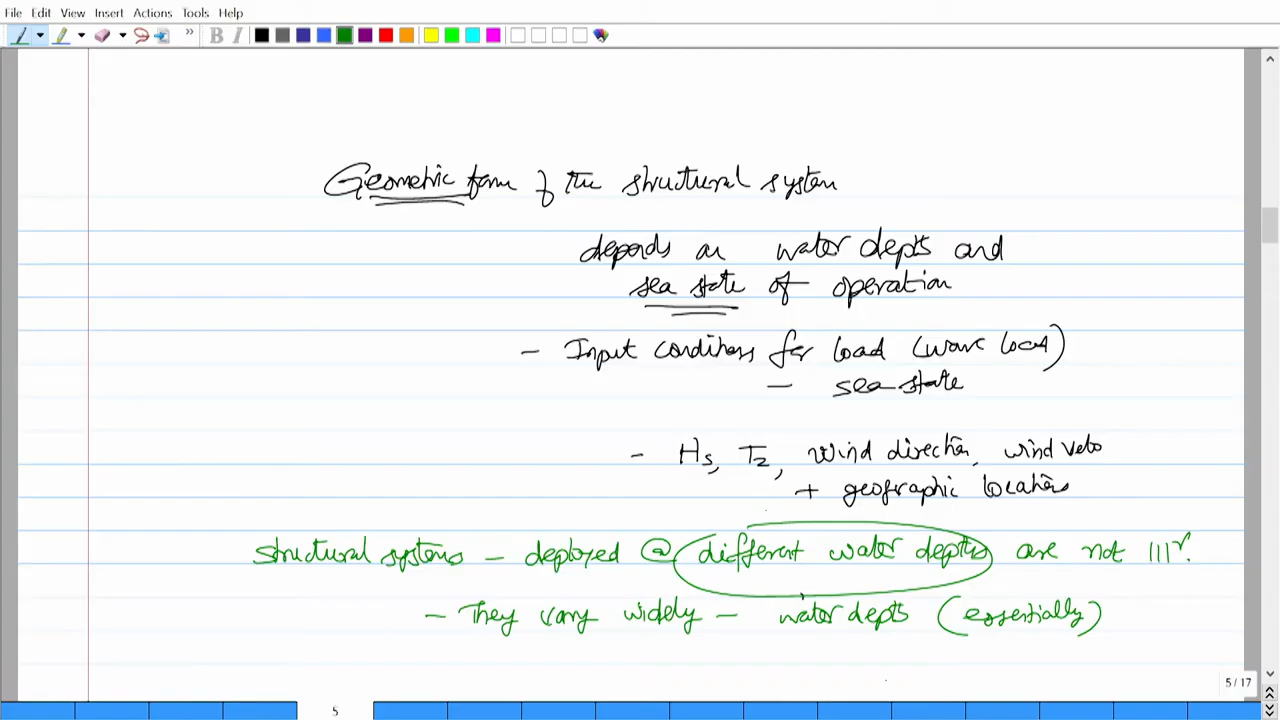 File Edit View Insert Actions Tools Help
B I
Geometric form of the structural system
depends on water depth and
sea state of operation
- Input conditions for load (wave load)
- sea state
- Hs, Tz, wind direction, wind velo
+ geographic locations
structural systems - deployed @ different water depths are not |||r
- They vary widely - water depth (essentially)
5 / 17
5